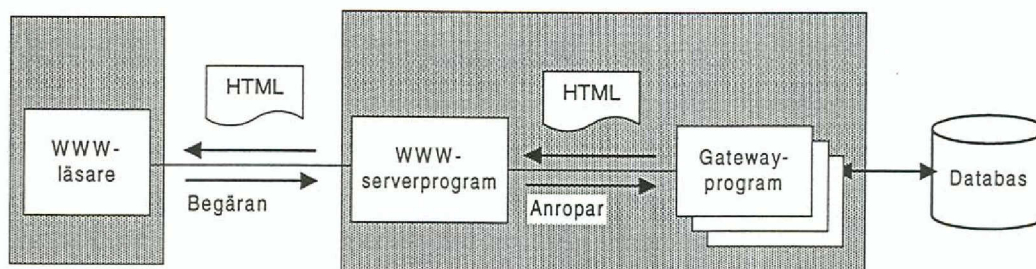 HTML
WWW-
läsare
Begäran
HTML
WWW-
serverprogram
Anropar
Gateway-
program
Databas